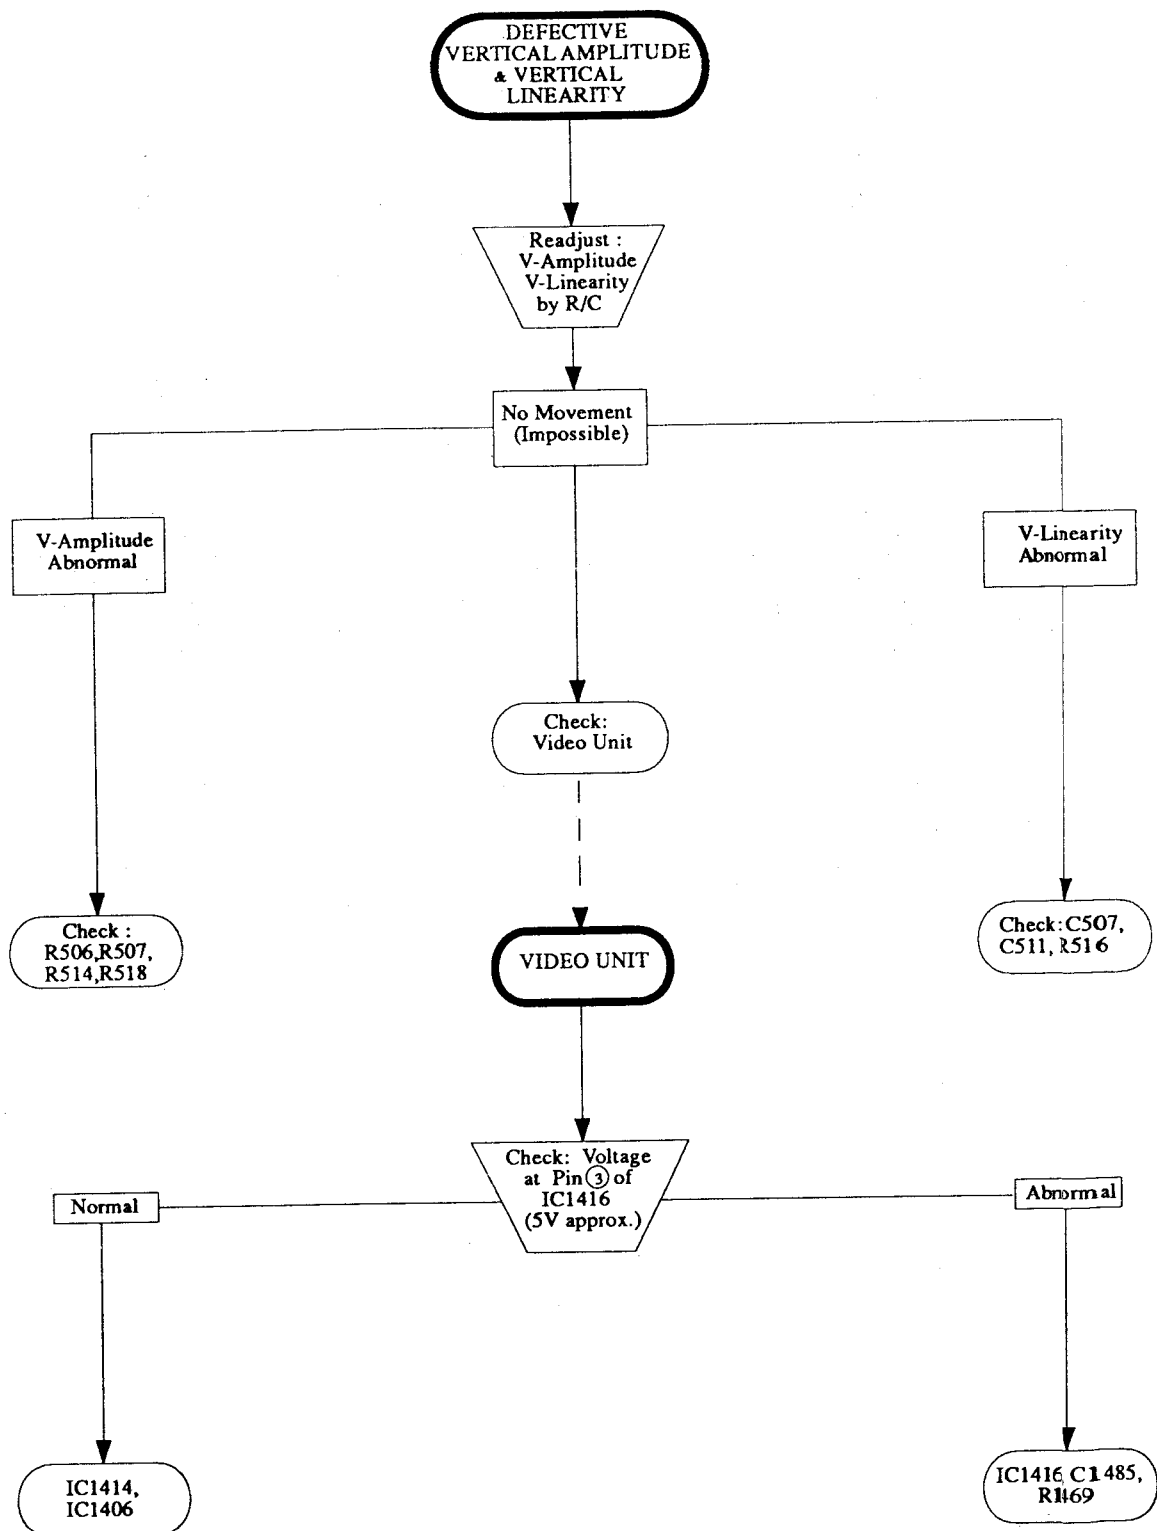 DEFECTIVE
VERTICAL AMPLITUDE
& VERTICAL
LINEARITY
Readjust :
V-Amplitude
V-Linearity
by R/C
No Movement
(Impossible)
V-Amplitude
Abnormal
V-Linearity
Abnormal
Check:
Video Unit
Check :
R506,R507,
R514,R518
Check:C507,
C511, R516
VIDEO UNIT
Check: Voltage
at Pin ③ of
IC1416
(5V approx.)
Normal
Abnormal
IC1414,
IC1406
IC1416, C1485,
R1469